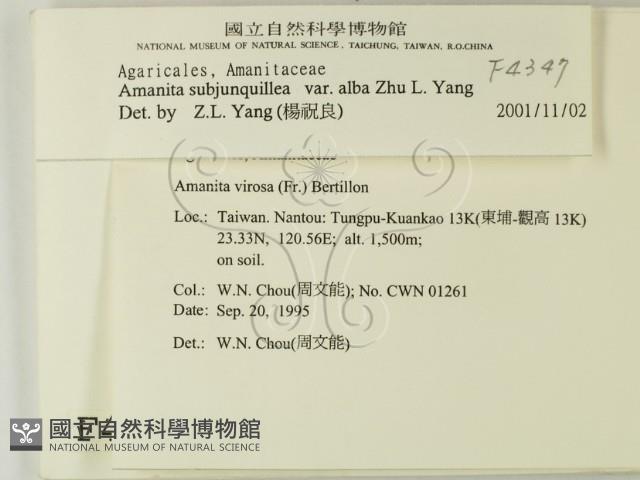 國立自然科學博物館
NATIONAL MUSEUM OF NATURAL SCIENCE, TAICHUNG, TAIWAN, R.O.CHINA
Agaricales, Amanitaceae
F4347
Amanita subjunquillea var. alba Zhu L. Yang
Det. by Z.L. Yang (楊祝良) 2001/11/02
Amanita virosa (Fr.) Bertillon
Loc.: Taiwan. Nantou: Tungpu-Kuankao 13K(東埔-觀高 13K)
23.33N, 120.56E; alt. 1,500m;
on soil.
Col.: W.N. Chou(周文能); No. CWN 01261
Date: Sep. 20, 1995
Det.: W.N. Chou(周文能)
國立自然科學博物館
NATIONAL MUSEUM OF NATURAL SCIENCE